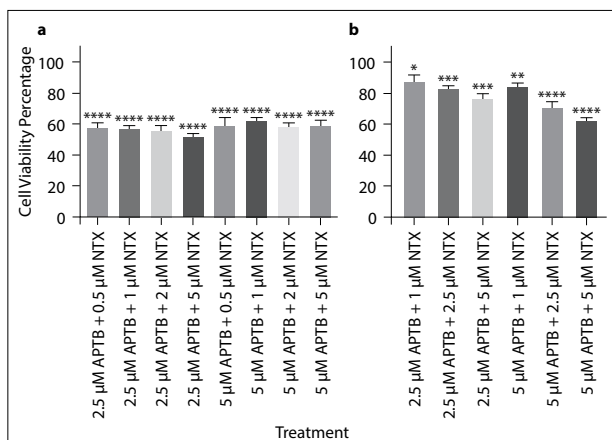 a
b
Cell Viability Percentage
100
80
60
40
20
0
**** **** **** **** **** **** **** ****
2.5 µM APTB + 0.5 µM NTX
2.5 µM APTB + 1 µM NTX
2.5 µM APTB + 2 µM NTX
2.5 µM APTB + 5 µM NTX
5 µM APTB + 0.5 µM NTX
5 µM APTB + 1 µM NTX
5 µM APTB + 2 µM NTX
5 µM APTB + 5 µM NTX
100
80
60
40
20
0
* *** *** ** **** ****
2.5 µM APTB + 1 µM NTX
2.5 µM APTB + 2.5 µM NTX
2.5 µM APTB + 5 µM NTX
5 µM APTB + 1 µM NTX
5 µM APTB + 2.5 µM NTX
5 µM APTB + 5 µM NTX
Treatment